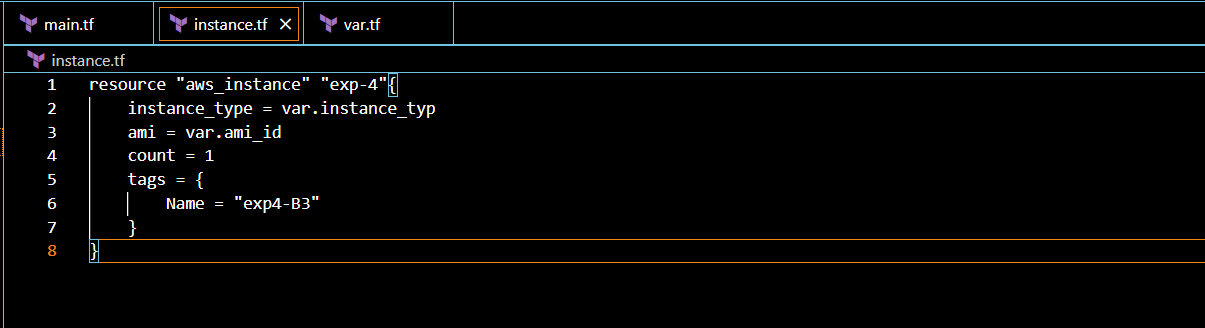 main.tf instance.tf × var.tf
instance.tf
1 resource "aws_instance" "exp-4"{
2 instance_type = var.instance_typ
3 ami = var.ami_id
4 count = 1
5 tags = {
6 Name = "exp4-B3"
7 }
8 }